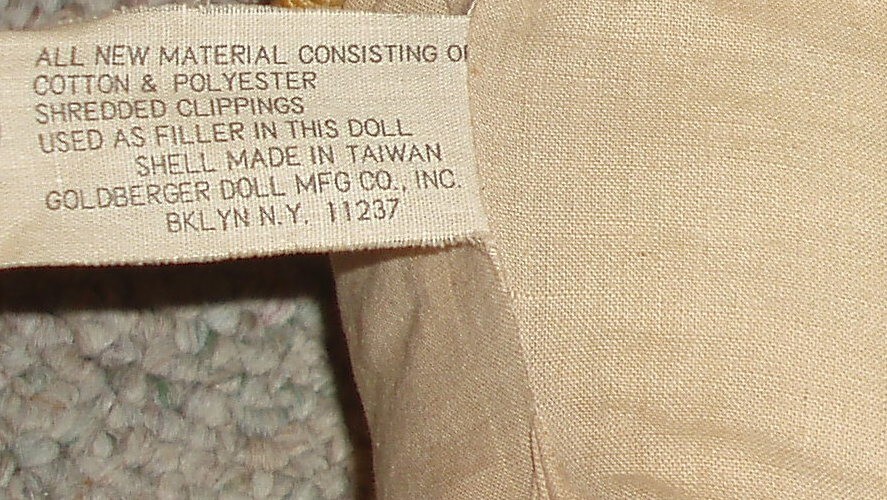 ALL NEW MATERIAL CONSISTING OF
COTTON & POLYESTER
SHREDDED CLIPPINGS
USED AS FILLER IN THIS DOLL
SHELL MADE IN TAIWAN
GOLDBERGER DOLL MFG CO., INC.
BKLYN N.Y. 11237